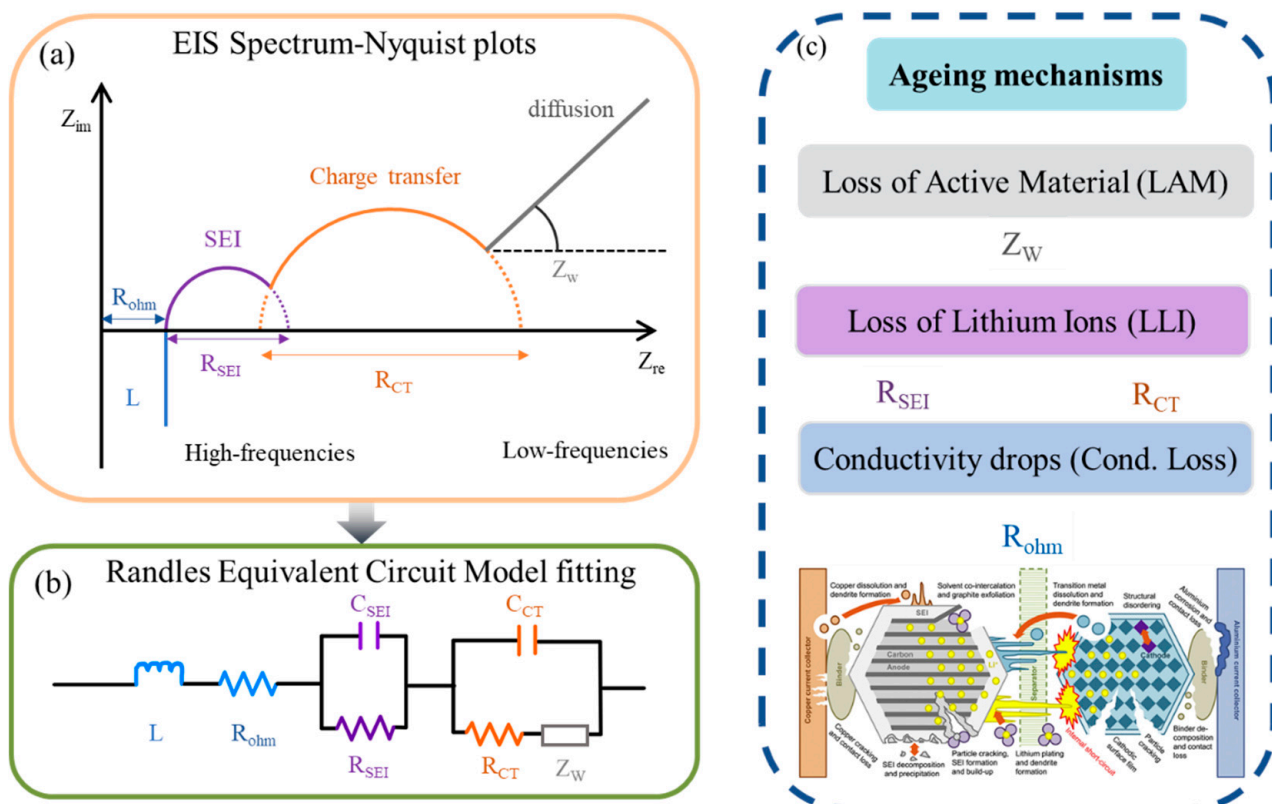 (a)
EIS Spectrum-Nyquist plots
Z_im
diffusion
Charge transfer
SEI
Z_W
R_ohm
R_SEI
Z_re
R_CT
L
High-frequencies
Low-frequencies
(b)
Randles Equivalent Circuit Model fitting
C_SEI
C_CT
L
R_ohm
R_SEI
R_CT
Z_W
(c)
Ageing mechanisms
Loss of Active Material (LAM)
Z_W
Loss of Lithium Ions (LLI)
R_SEI
R_CT
Conductivity drops (Cond. Loss)
R_ohm
Copper dissolution and
dendrite formation
Solvent co-intercalation
and graphite exfoliation
Transition metal
dissolution and
dendrite formation
Structural
disordering
Aluminium
corrosion and
contact loss
SEI
Carbon
Anode
Li+
Separator
Cathode
Binder
Binder
Copper current collector
Aluminium current collector
Copper cracking
and contact loss
SEI decomposition
and precipitation
Particle cracking,
SEI formation
and build-up
Lithium plating
and dendrite
formation
Internal short-circuit
Cathodic
surface film
Particle
cracking
Binder de-
composition
and contact
loss